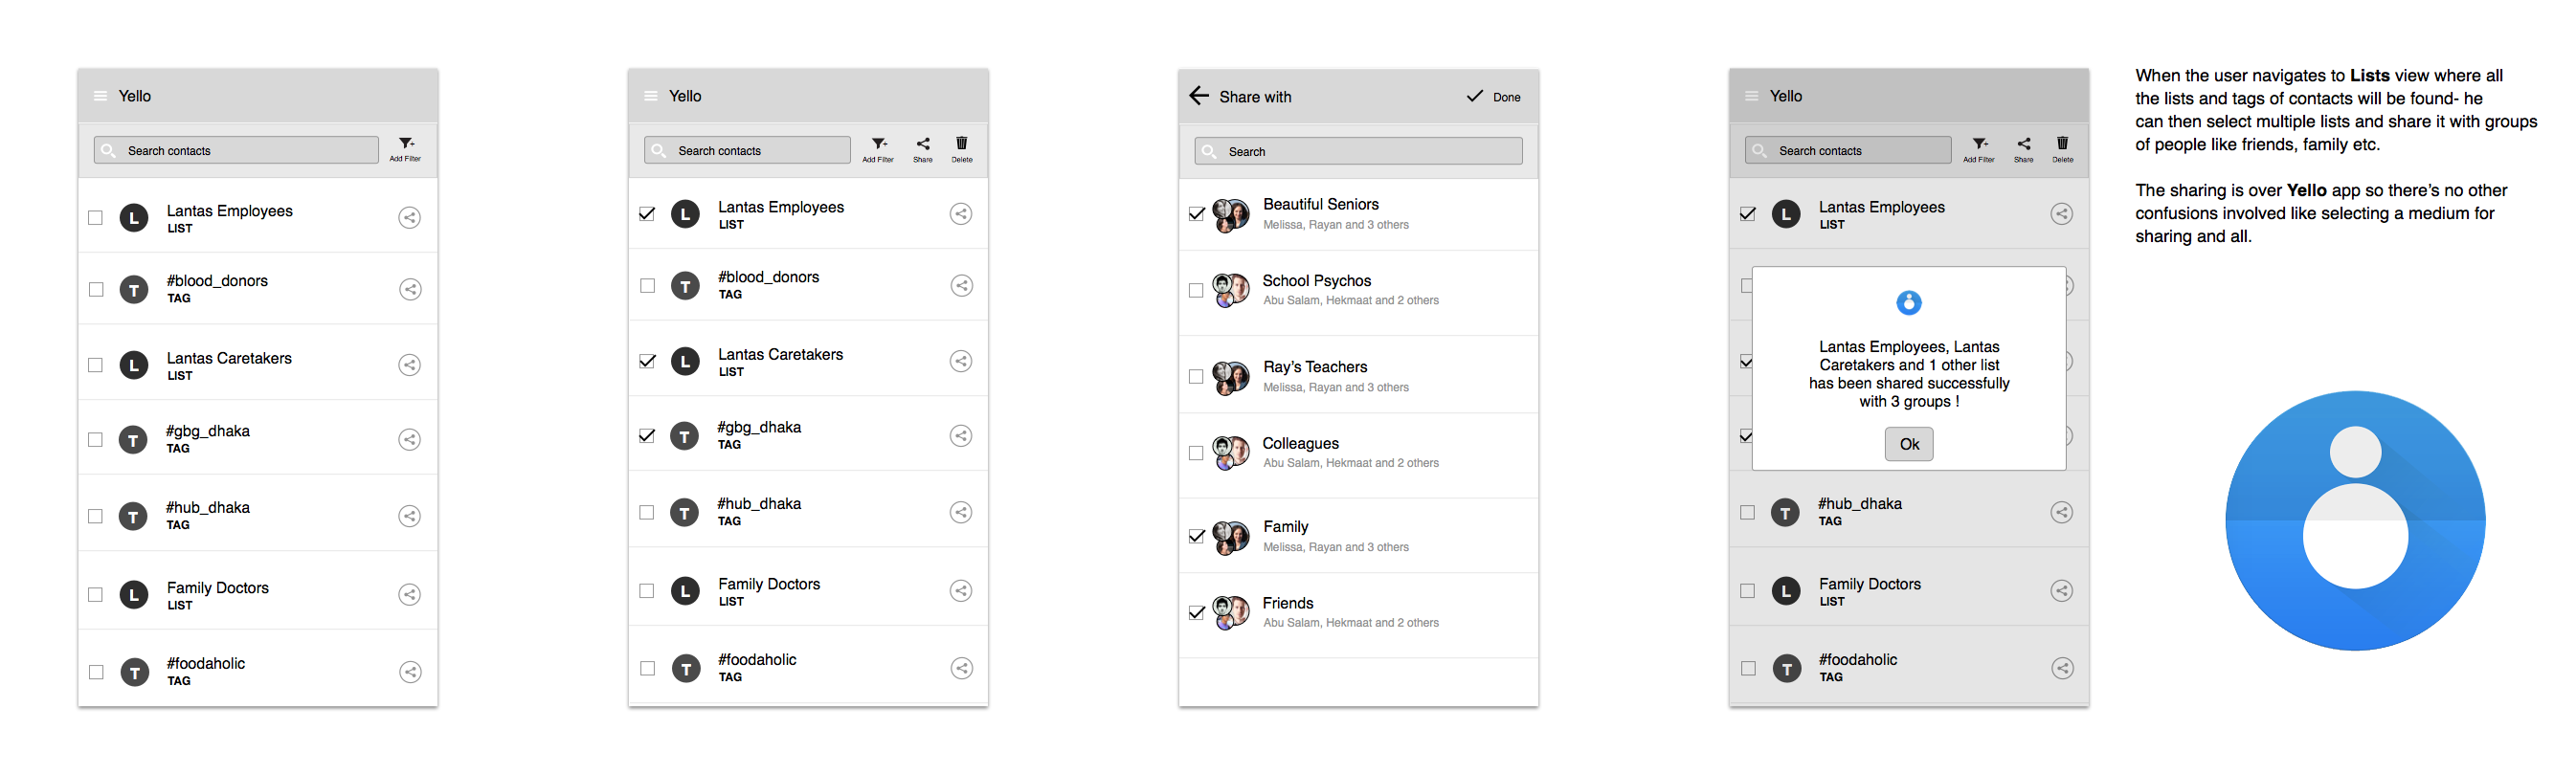 Yello
Search contacts
Add Filter
L
Lantas Employees
LIST
T
#blood_donors
TAG
L
Lantas Caretakers
LIST
T
#gbg_dhaka
TAG
T
#hub_dhaka
TAG
L
Family Doctors
LIST
T
#foodaholic
TAG
Yello
Search contacts
Add Filter
Share
Delete
L
Lantas Employees
LIST
T
#blood_donors
TAG
L
Lantas Caretakers
LIST
T
#gbg_dhaka
TAG
T
#hub_dhaka
TAG
L
Family Doctors
LIST
T
#foodaholic
TAG
Share with
Done
Search
Beautiful Seniors
Melissa, Rayan and 3 others
School Psychos
Abu Salam, Hekmaat and 2 others
Ray's Teachers
Melissa, Rayan and 3 others
Colleagues
Abu Salam, Hekmaat and 2 others
Family
Melissa, Rayan and 3 others
Friends
Abu Salam, Hekmaat and 2 others
Yello
Search contacts
Add Filter
Share
Delete
L
Lantas Employees
LIST
Lantas Employees, Lantas
Caretakers and 1 other list
has been shared successfully
with 3 groups !
Ok
T
#hub_dhaka
TAG
L
Family Doctors
LIST
T
#foodaholic
TAG
When the user navigates to Lists view where all
the lists and tags of contacts will be found- he
can then select multiple lists and share it with groups
of people like friends, family etc.
The sharing is over Yello app so there's no other
confusions involved like selecting a medium for
sharing and all.